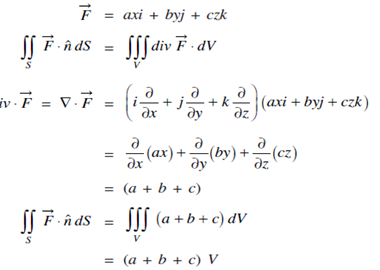 F⃗ = axi + byj + czk
∬_S F⃗ · n̂ dS = ∭_V div F⃗ · dV
iv · F⃗ = ∇ · F⃗ = (i ∂/∂x + j ∂/∂y + k ∂/∂z)(axi + byj + czk)
= ∂/∂x (ax) + ∂/∂y (by) + ∂/∂z (cz)
= (a + b + c)
∬_S F⃗ · n̂ dS = ∭_V (a + b + c) dV
= (a + b + c) V